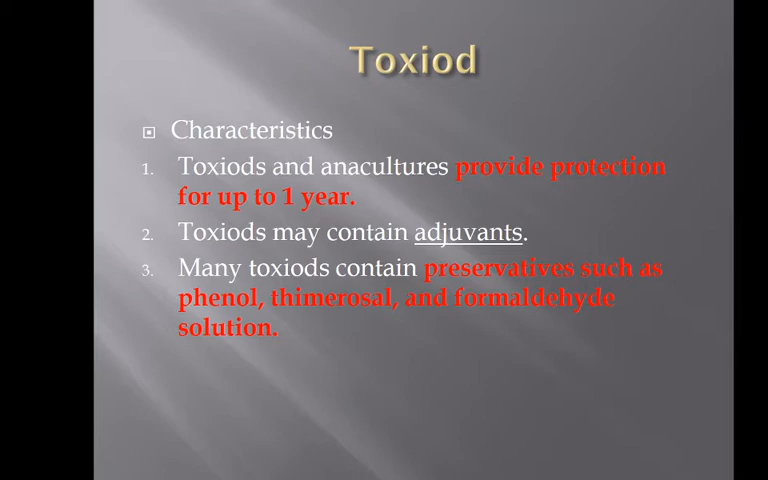 Toxiod
Characteristics
1. Toxiods and anacultures provide protection
for up to 1 year.
2. Toxiods may contain adjuvants.
3. Many toxiods contain preservatives such as
phenol, thimerosal, and formaldehyde
solution.